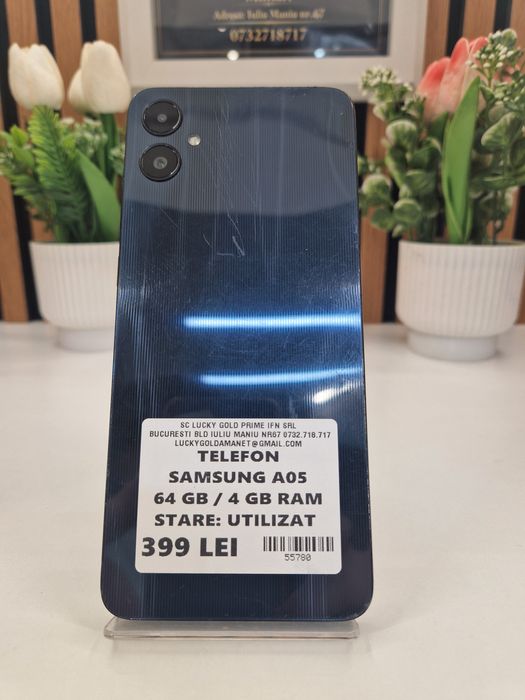 Adresa: Iuliu Maniu nr.67
0732718717
SC LUCKY GOLD PRIME IFN SRL
BUCURESTI BLD IULIU MANIU NR67 0732.718.717
LUCKYGOLDAMANET@GMAIL.COM
TELEFON
SAMSUNG A05
64 GB / 4 GB RAM
STARE: UTILIZAT
399 LEI
55780